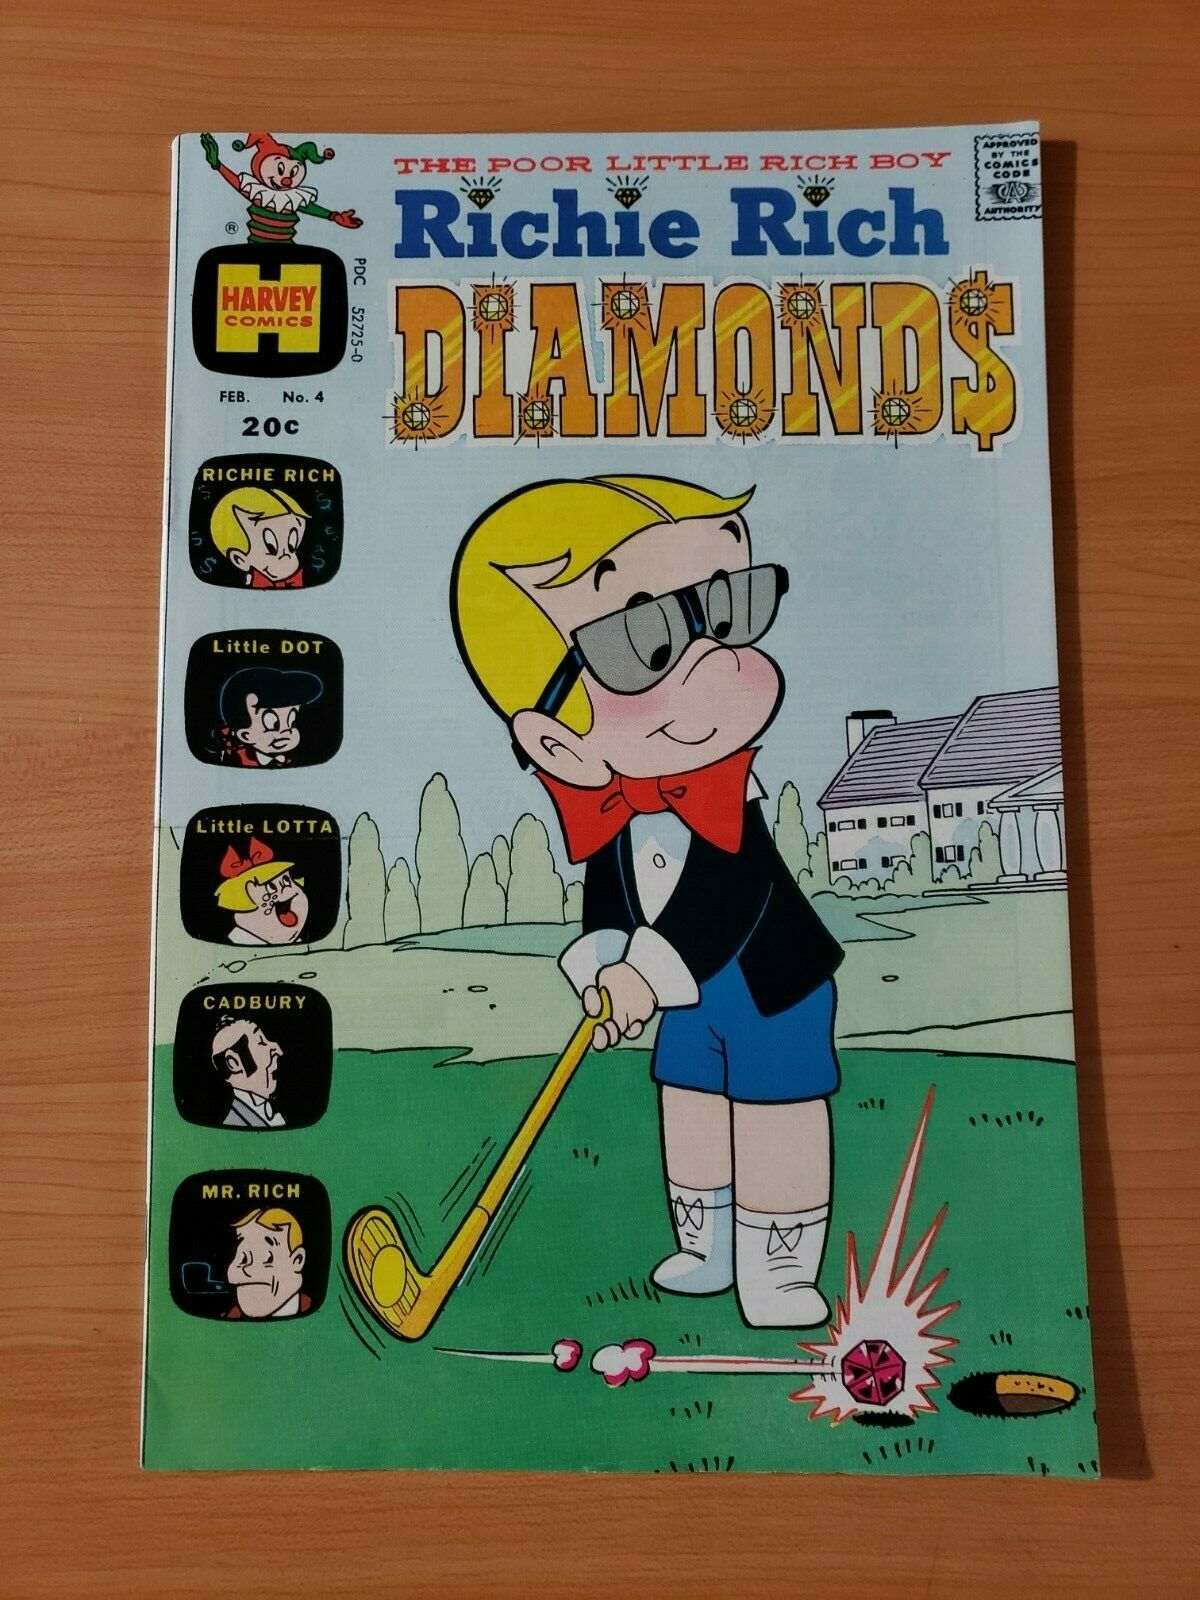 THE POOR LITTLE RICH BOY
Richie Rich
DIAMOND$
APPROVED
BY THE
COMICS
CODE
CA
AUTHORITY
®
H
HARVEY
COMICS
PDC 52725-0
FEB. No. 4
20c
RICHIE RICH
Little DOT
Little LOTTA
CADBURY
MR. RICH